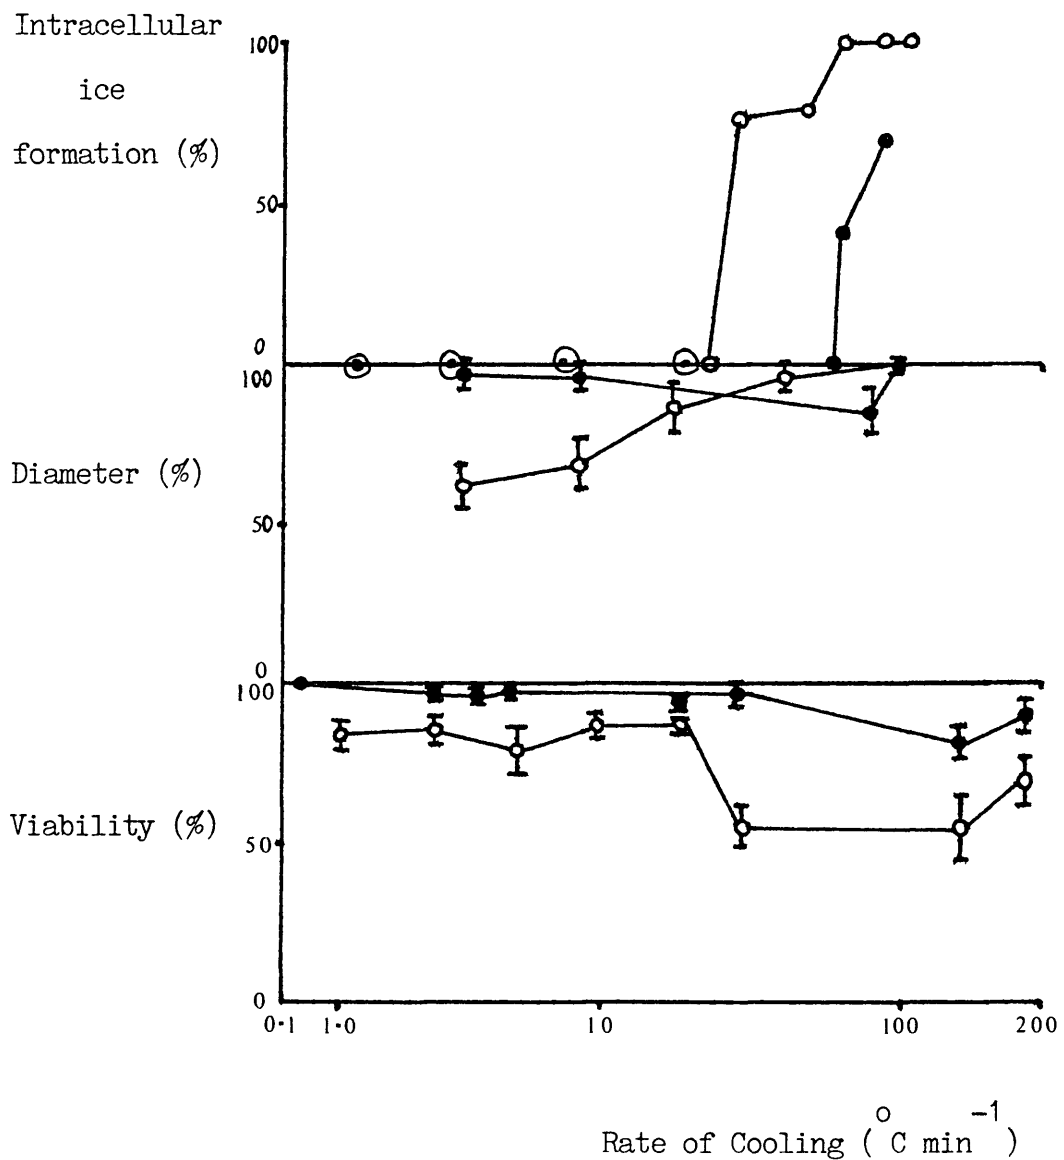 Intracellular
ice
formation (%)
100
50
0
100
Diameter (%)
50
0
100
Viability (%)
50
0
0·1 1·0 10 100 200
Rate of Cooling (°C min⁻¹)